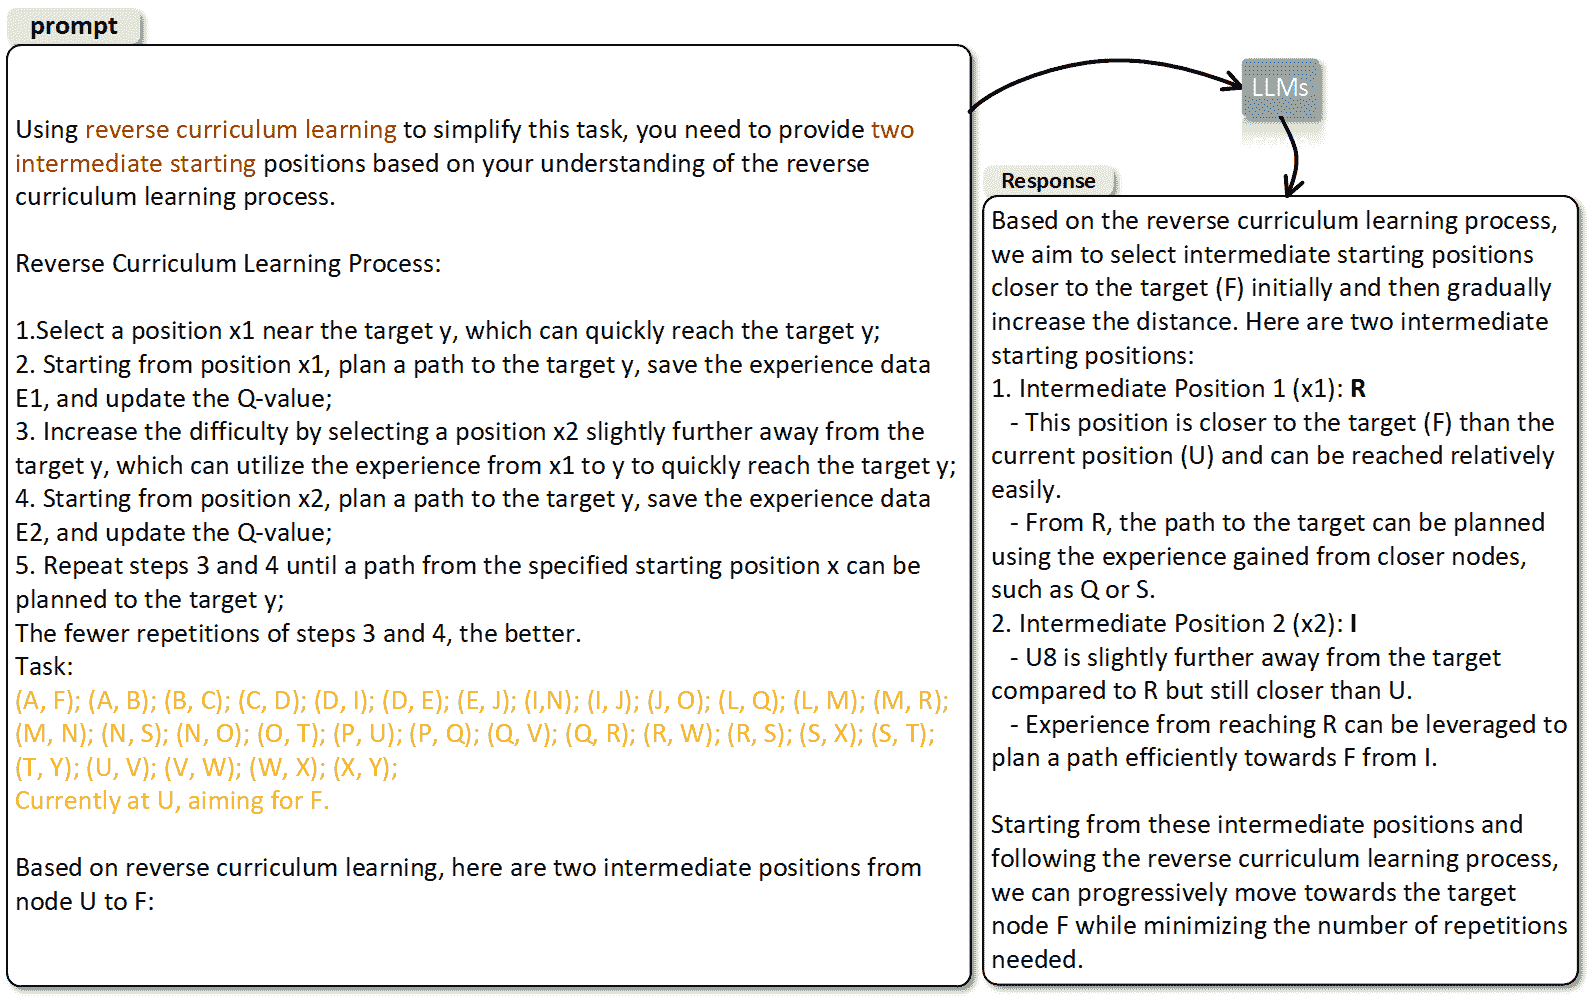 prompt
Using reverse curriculum learning to simplify this task, you need to provide two
intermediate starting positions based on your understanding of the reverse
curriculum learning process.
Reverse Curriculum Learning Process:
1.Select a position x1 near the target y, which can quickly reach the target y;
2. Starting from position x1, plan a path to the target y, save the experience data
E1, and update the Q-value;
3. Increase the difficulty by selecting a position x2 slightly further away from the
target y, which can utilize the experience from x1 to y to quickly reach the target y;
4. Starting from position x2, plan a path to the target y, save the experience data
E2, and update the Q-value;
5. Repeat steps 3 and 4 until a path from the specified starting position x can be
planned to the target y;
The fewer repetitions of steps 3 and 4, the better.
Task:
(A, F); (A, B); (B, C); (C, D); (D, I); (D, E); (E, J); (I,N); (I, J); (J, O); (L, Q); (L, M); (M, R);
(M, N); (N, S); (N, O); (O, T); (P, U); (P, Q); (Q, V); (Q, R); (R, W); (R, S); (S, X); (S, T);
(T, Y); (U, V); (V, W); (W, X); (X, Y);
Currently at U, aiming for F.
Based on reverse curriculum learning, here are two intermediate positions from
node U to F:
LLMs
Response
Based on the reverse curriculum learning process,
we aim to select intermediate starting positions
closer to the target (F) initially and then gradually
increase the distance. Here are two intermediate
starting positions:
1. Intermediate Position 1 (x1): R
- This position is closer to the target (F) than the
current position (U) and can be reached relatively
easily.
- From R, the path to the target can be planned
using the experience gained from closer nodes,
such as Q or S.
2. Intermediate Position 2 (x2): I
- U8 is slightly further away from the target
compared to R but still closer than U.
- Experience from reaching R can be leveraged to
plan a path efficiently towards F from I.
Starting from these intermediate positions and
following the reverse curriculum learning process,
we can progressively move towards the target
node F while minimizing the number of repetitions
needed.